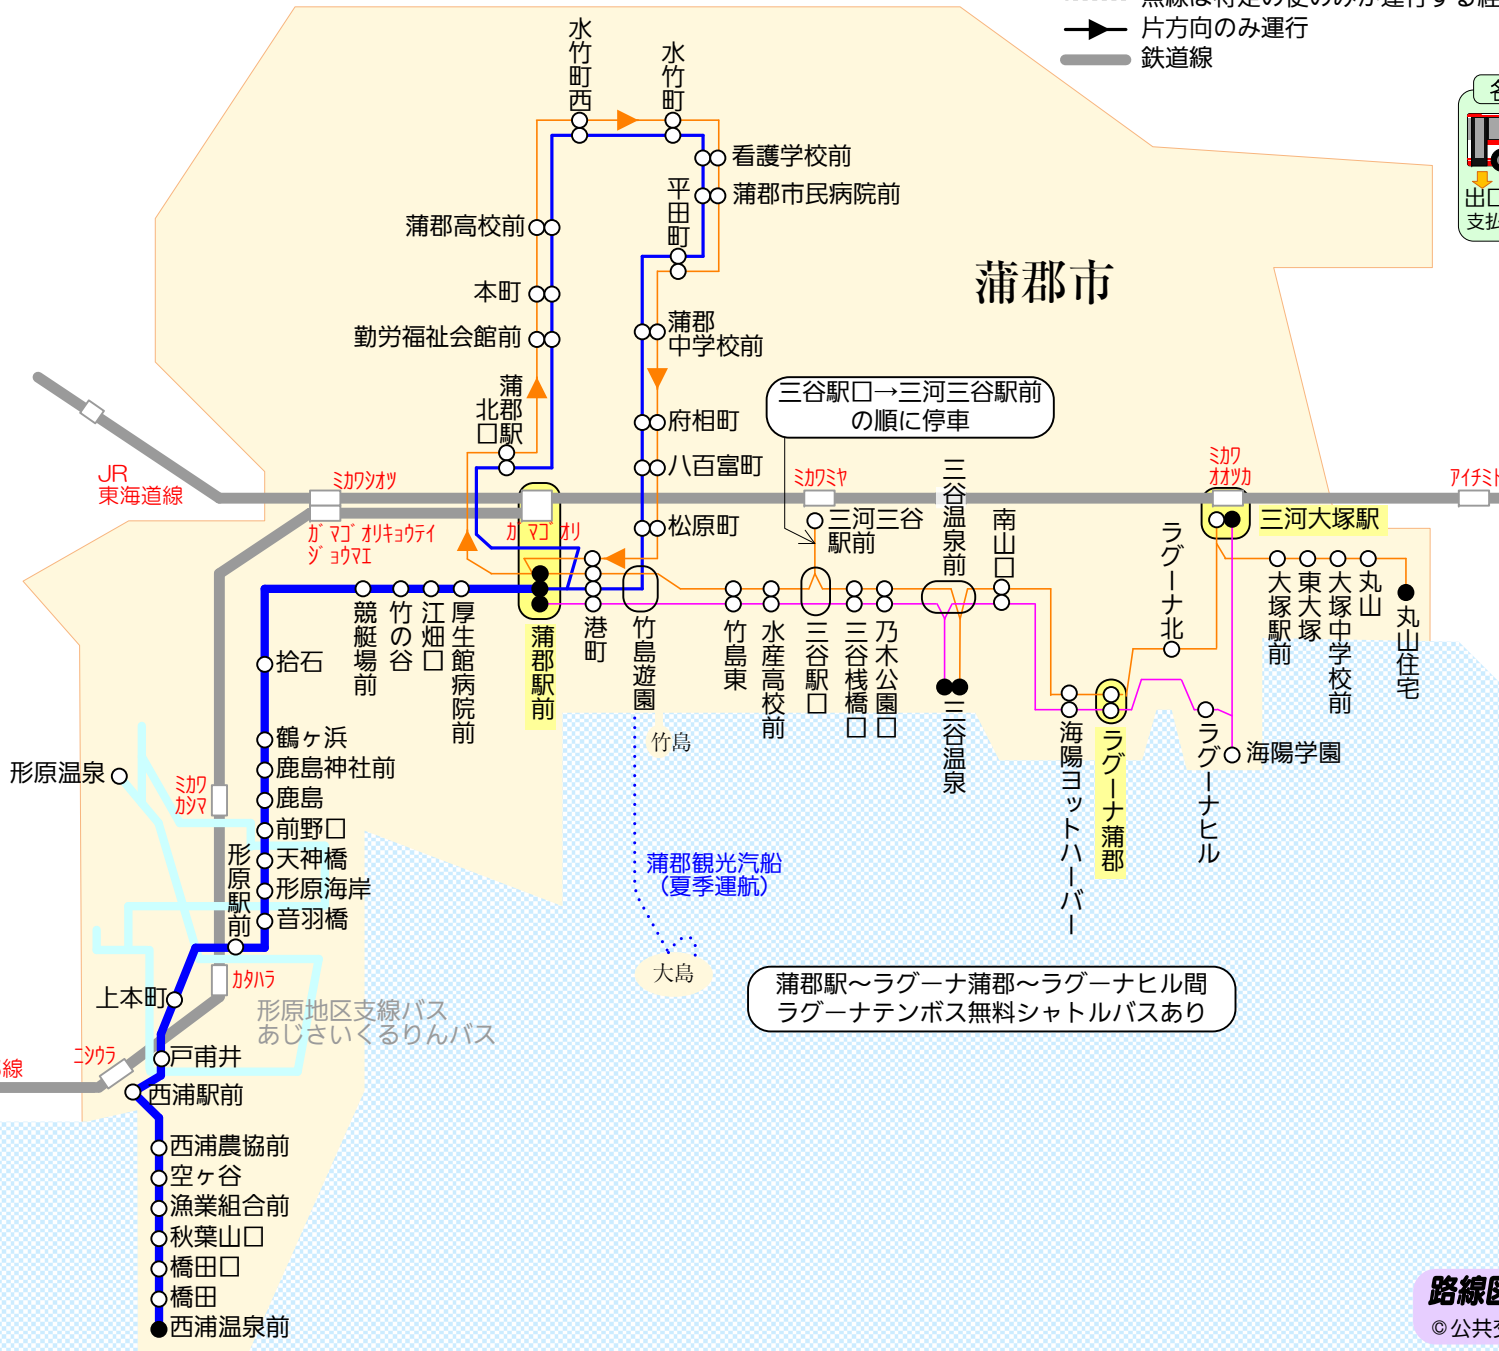 片方向のみ運行
鉄道線
出口
支払
水竹町西
水竹町
看護学校前
蒲郡市民病院前
平田町
蒲郡高校前
本町
勤労福祉会館前
蒲郡市
蒲郡
中学校前
蒲郡駅
北口
三谷駅口→三河三谷駅前
の順に停車
府相町
八百富町
松原町
JR
東海道線
ミカワシオツ
ガマゴオリキョウテイ
ジョウマエ
ガマゴオリ
ミカワミヤ
三河三谷
駅前
三谷温泉前
南山口
ミカワ
オオツカ
三河大塚駅
アイチミト
ラグーナ北
大塚駅前
東大塚
大塚中学校前
丸山
丸山住宅
競艇場前
竹の谷
江畑口
厚生館病院前
蒲郡駅前
港町
竹島遊園
竹島東
水産高校前
三谷駅口
三谷桟橋口
乃木公園口
三谷温泉
海陽ヨットハーバー
ラグーナ蒲郡
ラグーナヒル
海陽学園
拾石
鶴ヶ浜
鹿島神社前
鹿島
前野口
天神橋
形原海岸
音羽橋
形原温泉
ミカワ
カシマ
形原駅前
カタハラ
竹島
蒲郡観光汽船
(夏季運航)
大島
蒲郡駅～ラグーナ蒲郡～ラグーナヒル間
ラグーナテンボス無料シャトルバスあり
上本町
形原地区支線バス
あじさいくるりんバス
ニシウラ
線
戸甫井
西浦駅前
西浦農協前
空ヶ谷
漁業組合前
秋葉山口
橋田口
橋田
西浦温泉前
路線図
©公共交